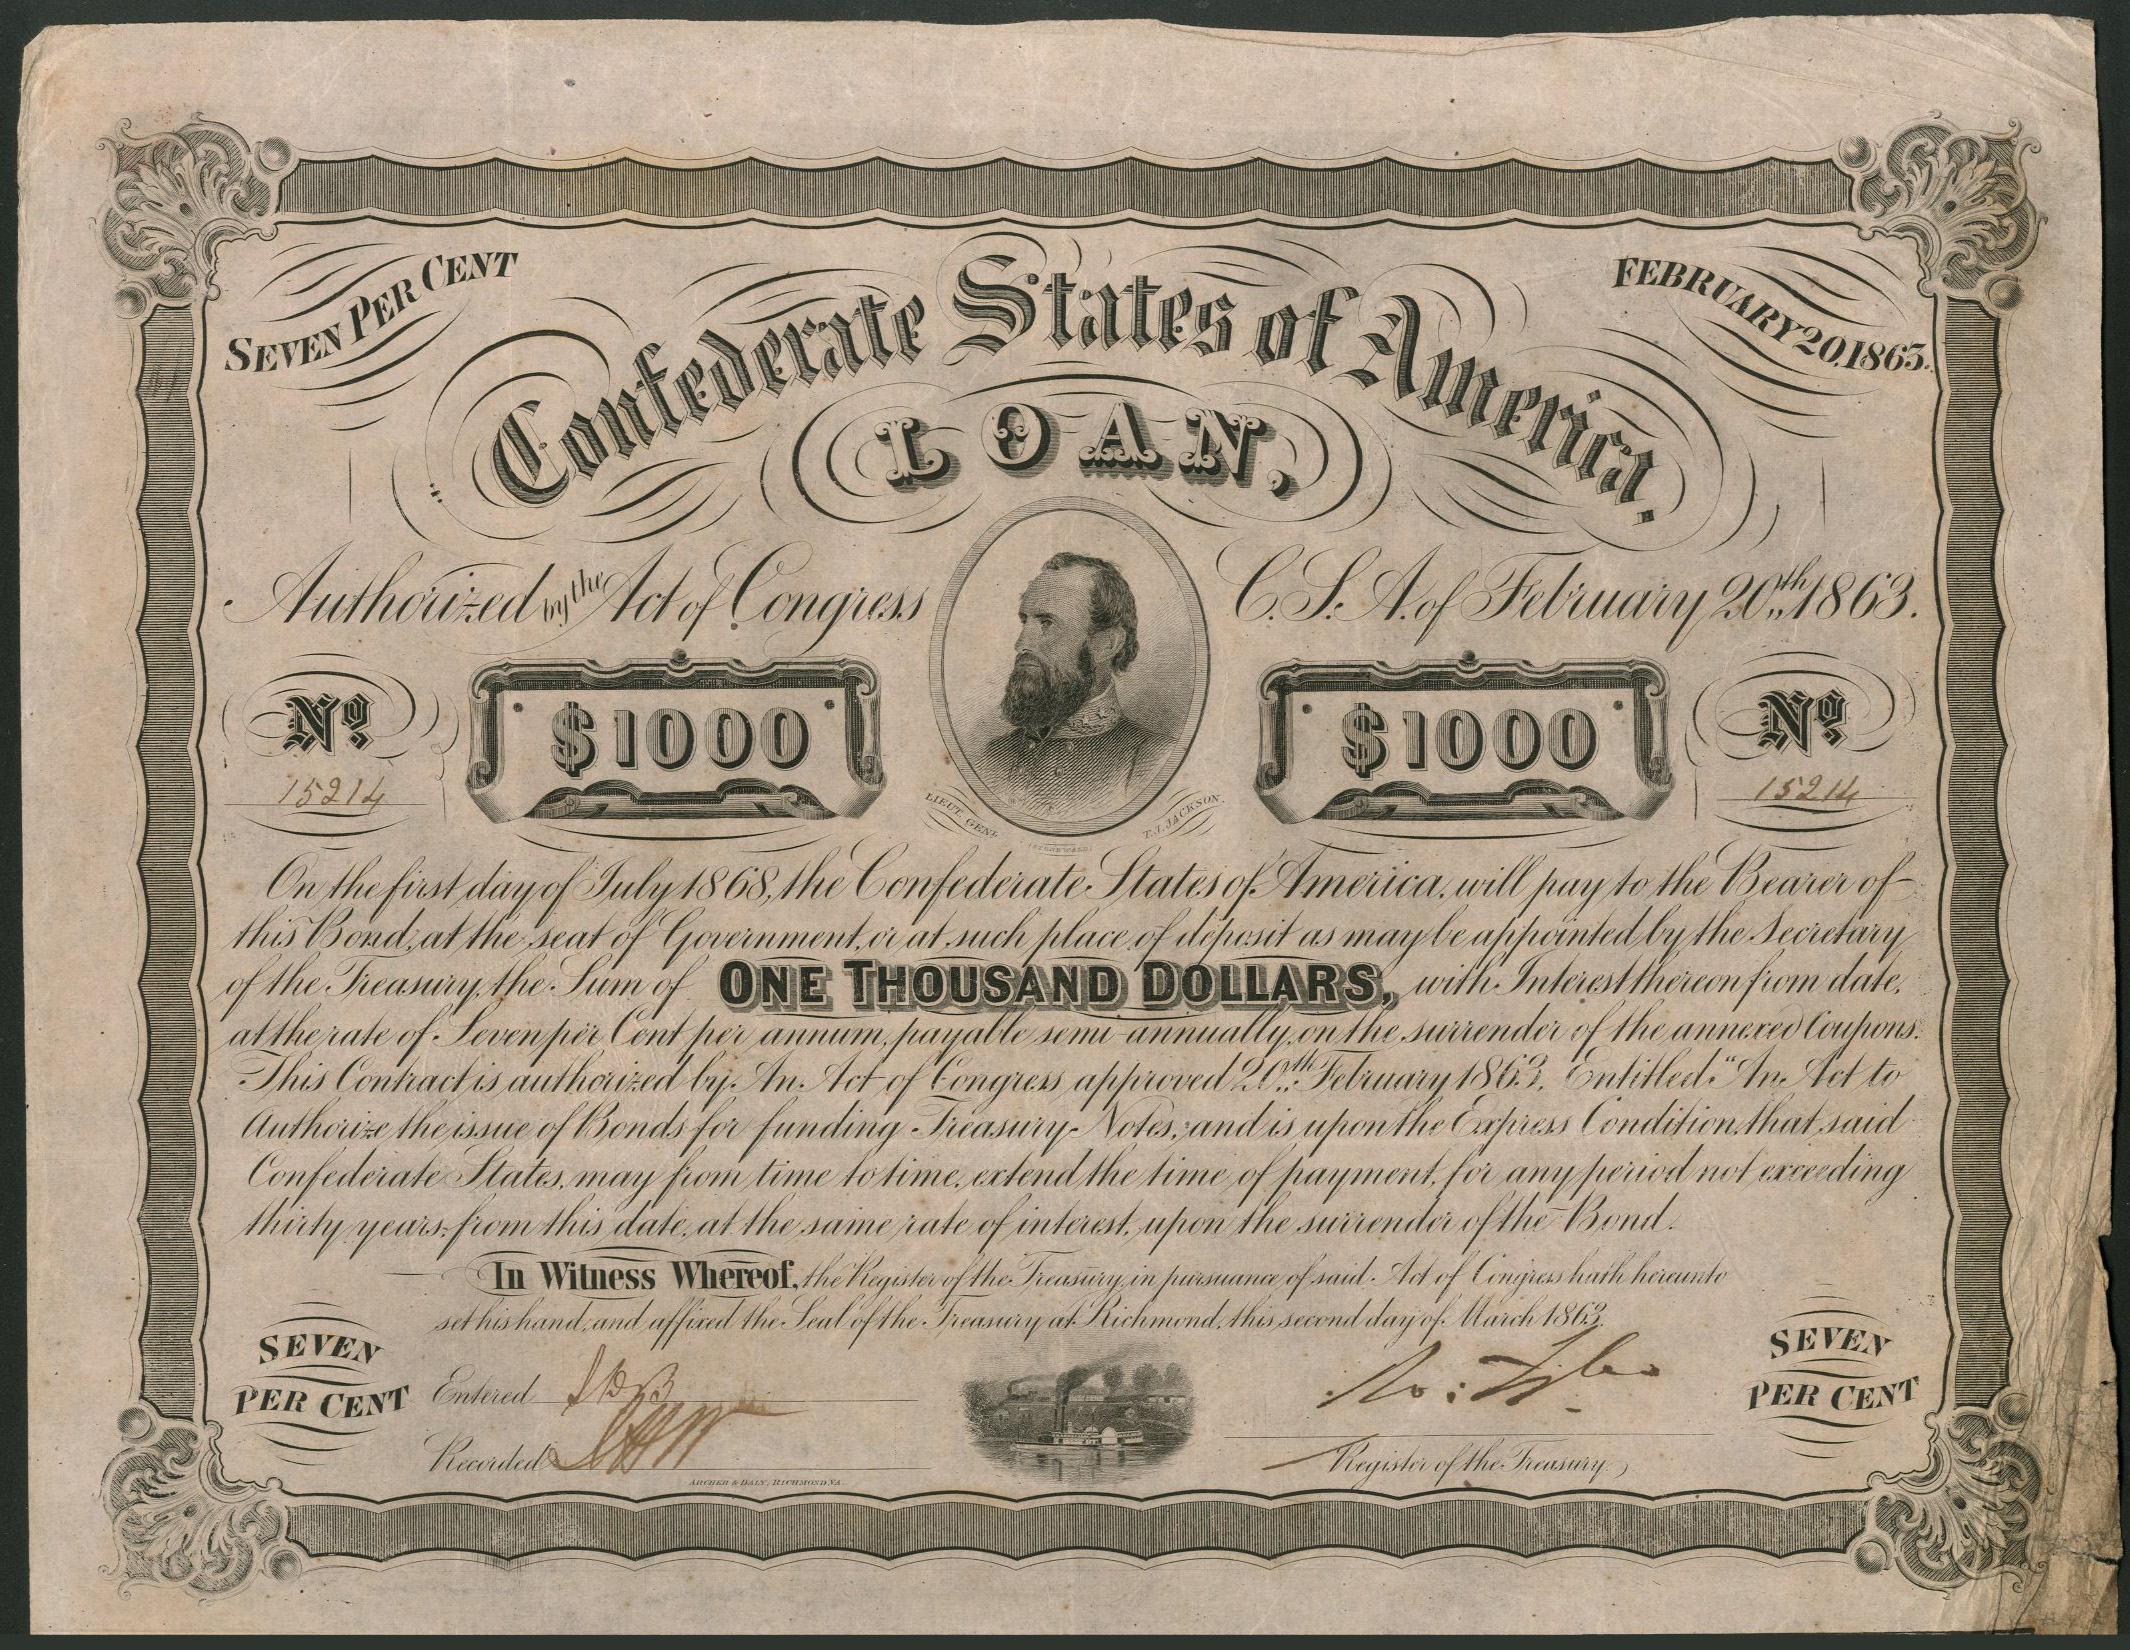 SEVEN PER CENT
FEBRUARY 20, 1863.
Confederate States of America.
LOAN,
Authorized by the Act of Congress C. S. A. of February 20th 1863.
No. $1000 $1000 No.
15214 15214
LIEUT. GENL. T. J. JACKSON.
(STONEWALL)
On the first day of July 1868, the Confederate States of America, will pay to the Bearer of
this Bond, at the seat of Government, or at such place of deposit as may be appointed by the Secretary
of the Treasury, the Sum of ONE THOUSAND DOLLARS, with Interest thereon from date,
at the rate of Seven per Cent per annum, payable semi-annually, on the surrender of the annexed Coupons.
This Contract is authorized by An Act of Congress approved 20th February 1863, Entitled "An Act to
Authorize the issue of Bonds for funding Treasury Notes, and is upon the Express Condition, that said
Confederate States, may from time to time, extend the time of payment, for any period not exceeding
thirty years from this date, at the same rate of interest, upon the surrender of the Bond.
In Witness Whereof, the Register of the Treasury, in pursuance of said Act of Congress hath hereunto
set his hand, and affixed the Seal of the Treasury at Richmond, this second day of March 1863.
SEVEN
PER CENT
Entered
Recorded
ARCHER & DALY, RICHMOND, VA.
Register of the Treasury
SEVEN
PER CENT